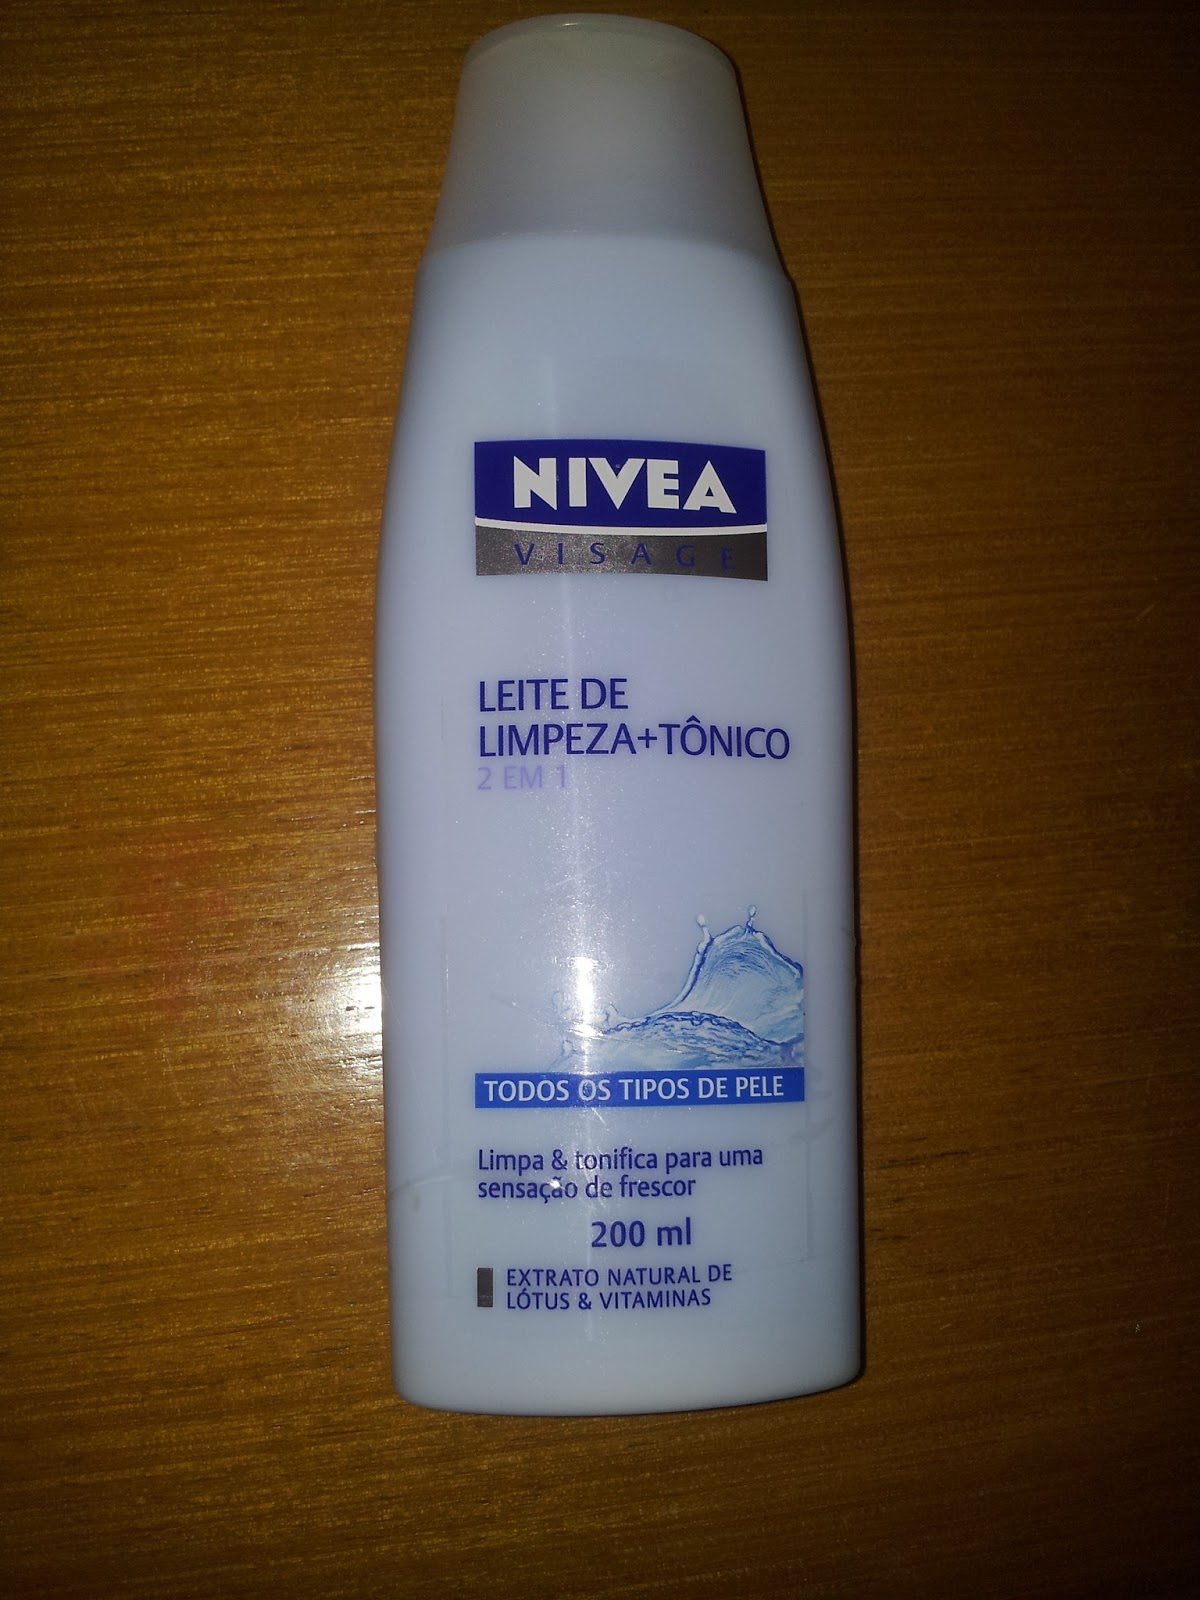 NIVEA
VISAGE
LEITE DE
LIMPEZA+TÔNICO
2 EM 1
TODOS OS TIPOS DE PELE
Limpa & tonifica para uma
sensação de frescor
200 ml
EXTRATO NATURAL DE
LÓTUS & VITAMINAS